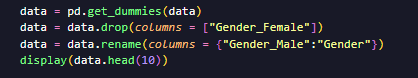 data = pd.get_dummies(data)
data = data.drop(columns = ["Gender_Female"])
data = data.rename(columns = {"Gender_Male":"Gender"})
display(data.head(10))